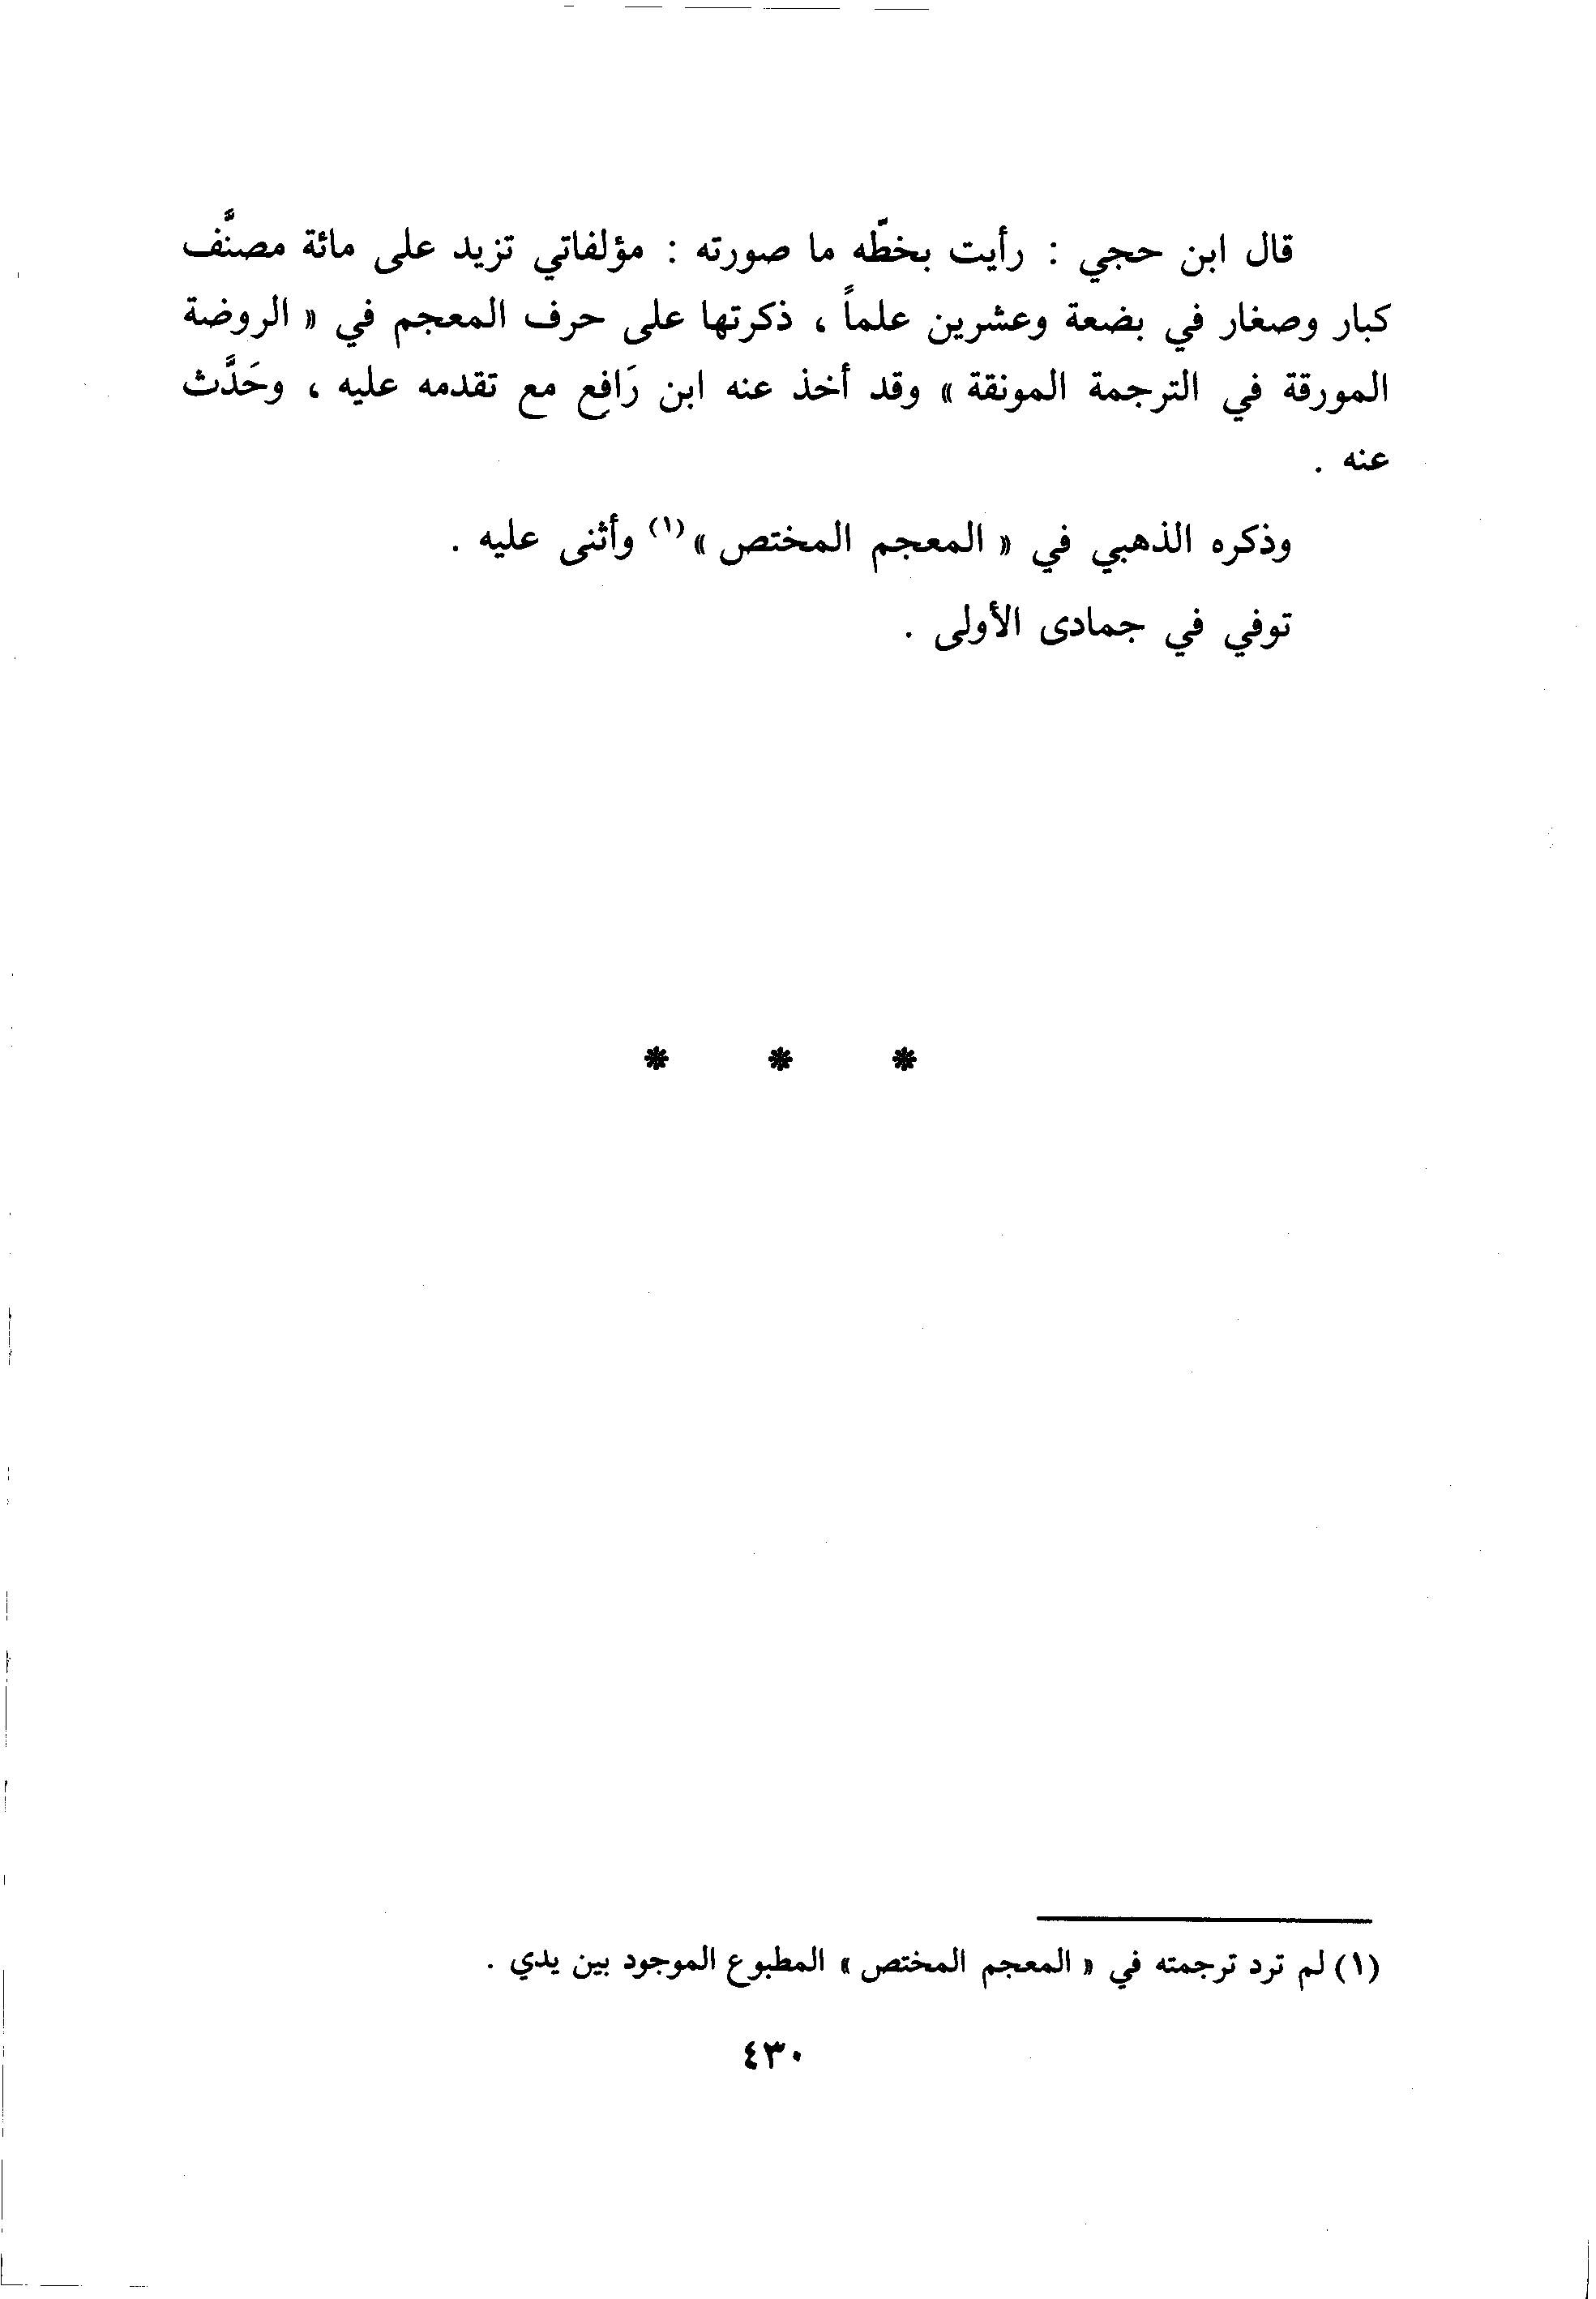 قال ابن حجي : رأيت بخطّه ما صورته : مؤلفاتي تزيد على مائة مصنَّف
كبار وصغار في بضعة وعشرين علماً ، ذكرتها على حرف المعجم في « الروضة
المورقة في الترجمة المونقة » وقد أخذ عنه ابن رَافع مع تقدمه عليه ، وحَدَّث
عنه .
وذكره الذهبي في « المعجم المختص »(١) وأثنى عليه .
توفي في جمادى الأولى .
* * *
(١) لم ترد ترجمته في « المعجم المختص » المطبوع الموجود بين يدي .
٤٣٠